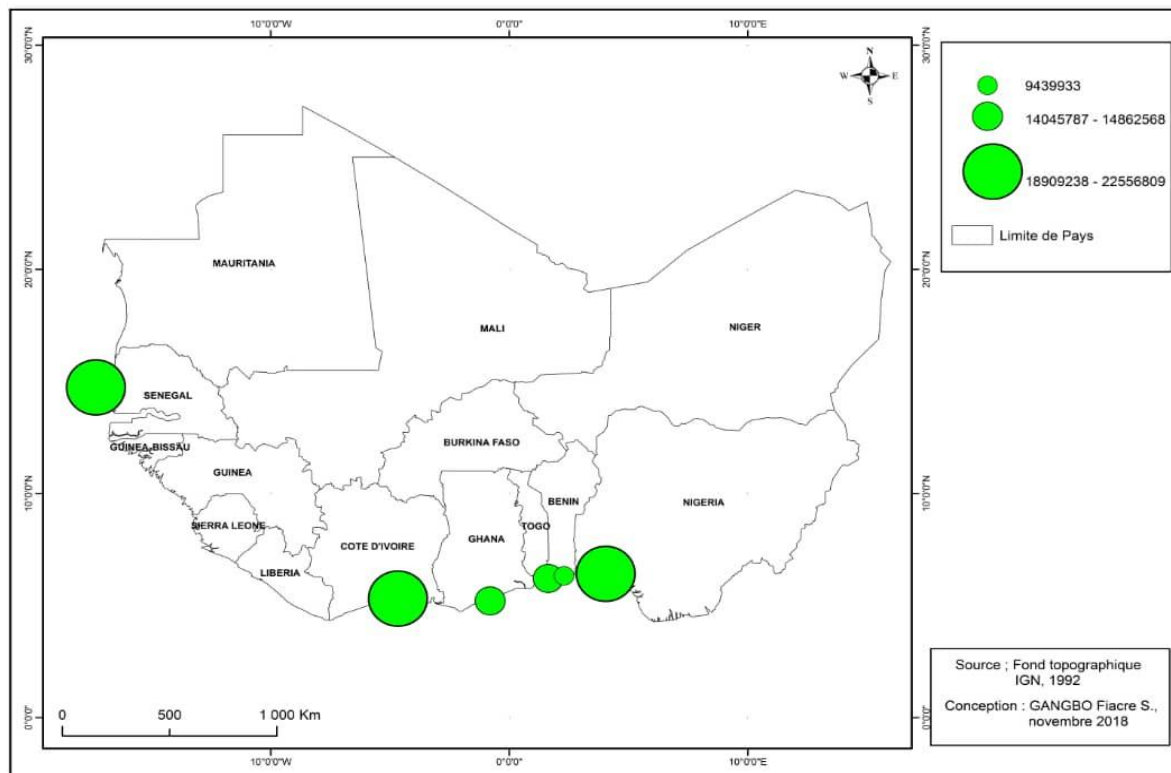 10°0'0"W
0°0'0"
10°0'0"E
30°0'0"N
30°0'0"N
N
W
E
S
9439933
14045787 - 14862568
18909238 - 22556809
Limite de Pays
MAURITANIA
20°0'0"N
20°0'0"N
MALI
NIGER
SENEGAL
GUINEA-BISSAU
BURKINA FASO
GUINEA
BENIN
NIGERIA
10°0'0"N
10°0'0"N
SIERRA LEONE
TOGO
GHANA
COTE D'IVOIRE
LIBERIA
Source ; Fond topographique
IGN, 1992
Conception : GANGBO Fiacre S.,
novembre 2018
0
500
1 000 Km
0°0'0"
0°0'0"
10°0'0"W
0°0'0"
10°0'0"E